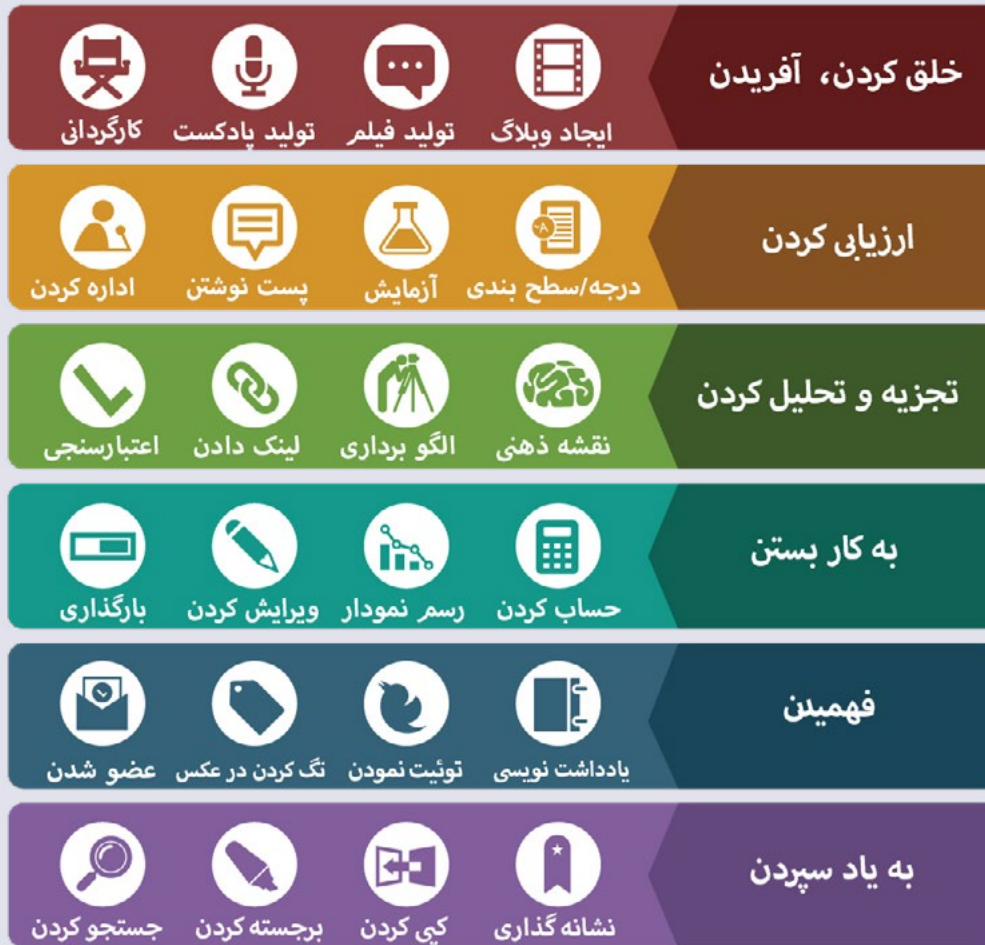 خلق کردن، آفریدن
ایجاد وبلاگ تولید فیلم تولید پادکست کارگردانی
ارزیابی کردن
درجه/سطح بندی آزمایش پست نوشتن اداره کردن
تجزیه و تحلیل کردن
نقشه ذهنی الگو برداری لینک دادن اعتبارسنجی
به کار بستن
حساب کردن رسم نمودار ویرایش کردن بارگذاری
فهمیدن
یادداشت نویسی توئیت نمودن تگ کردن در عکس عضو شدن
به یاد سپردن
نشانه گذاری کپی کردن برجسته کردن جستجو کردن